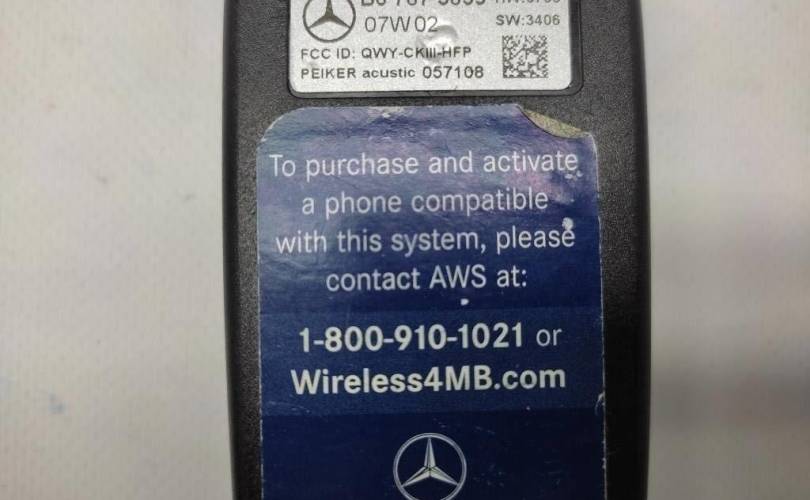 07W02
SW:3406
FCC ID: QWY-CKIII-HFP
PEIKER acustic 057108
To purchase and activate
a phone compatible
with this system, please
contact AWS at:
1-800-910-1021 or
Wireless4MB.com